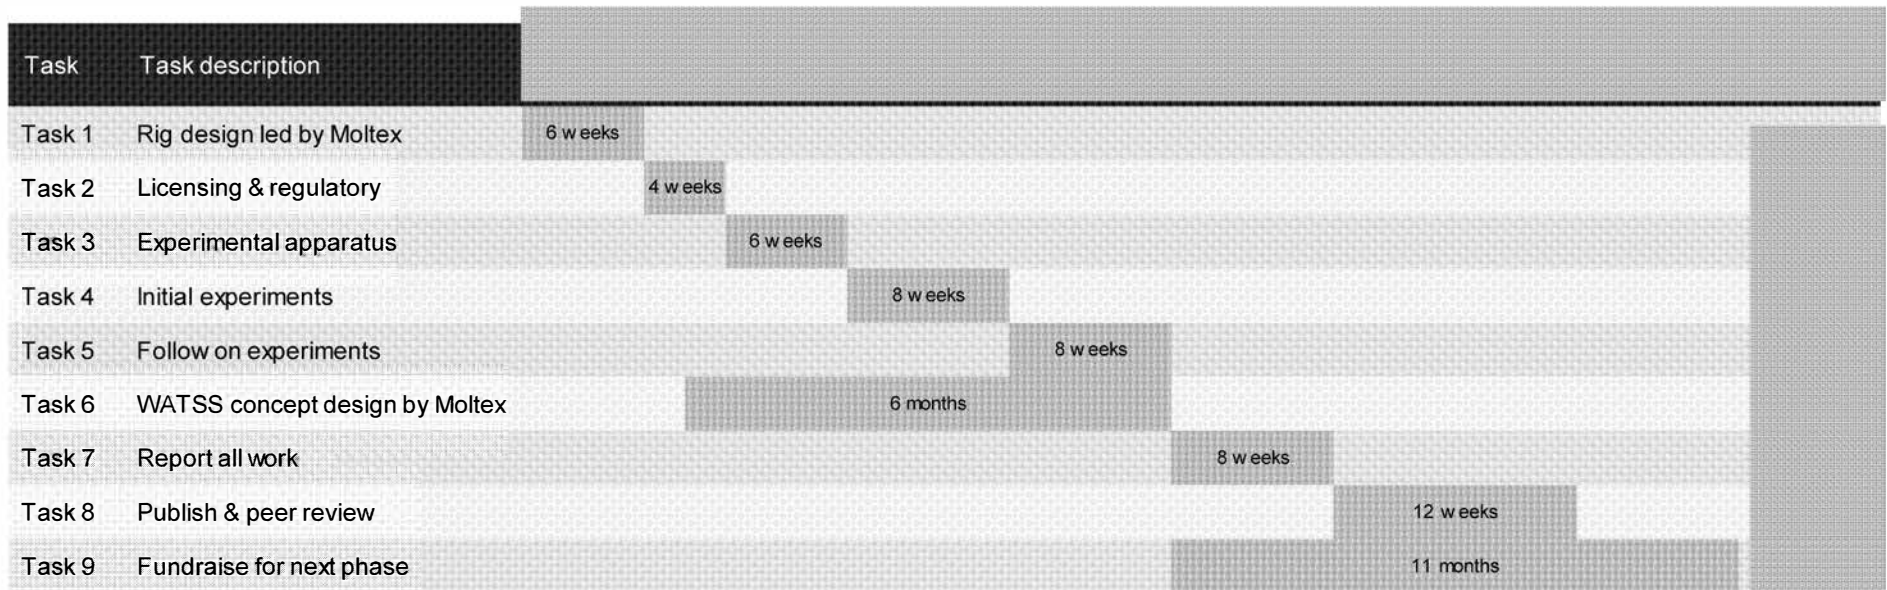 Task Task description
Task 1 Rig design led by Moltex 6 weeks
Task 2 Licensing & regulatory 4 weeks
Task 3 Experimental apparatus 6 weeks
Task 4 Initial experiments 8 weeks
Task 5 Follow on experiments 8 weeks
Task 6 WATSS concept design by Moltex 6 months
Task 7 Report all work 8 weeks
Task 8 Publish & peer review 12 weeks
Task 9 Fundraise for next phase 11 months